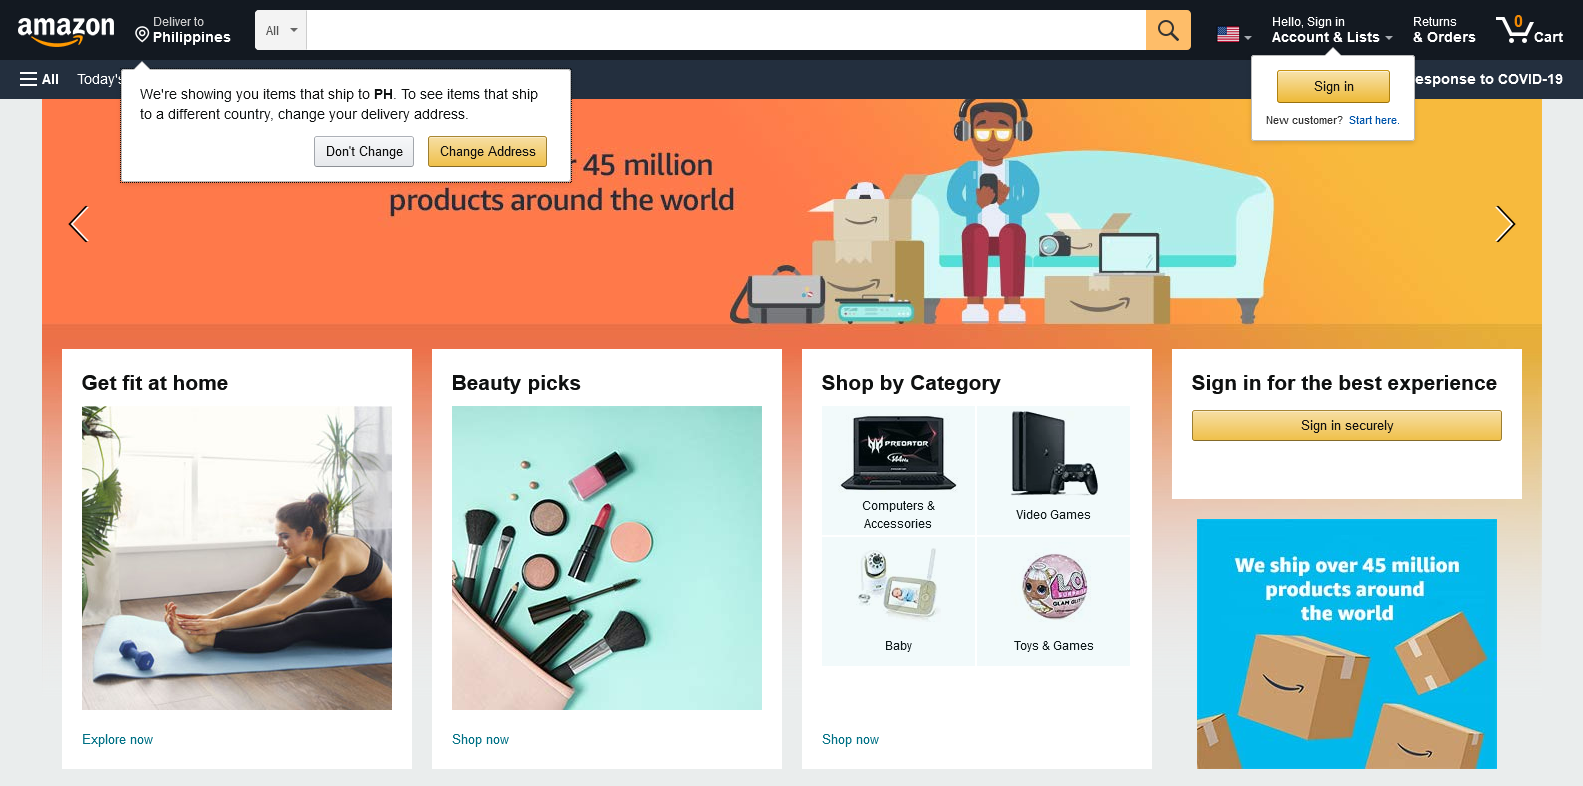 amazon
Deliver to
Philippines
All
Hello, Sign in
Account & Lists
Returns
& Orders
0
Cart
All
Today's
esponse to COVID-19
We're showing you items that ship to PH. To see items that ship
to a different country, change your delivery address.
Don't Change
Change Address
Sign in
New customer? Start here.
45 million
products around the world
Get fit at home
Explore now
Beauty picks
Shop now
Shop by Category
PREDATOR
144Hz
Computers &
Accessories
Video Games
Baby
L.O.L.
SURPRISE
GLAM GLITTER
Toys & Games
Shop now
Sign in for the best experience
Sign in securely
We ship over 45 million
products around
the world